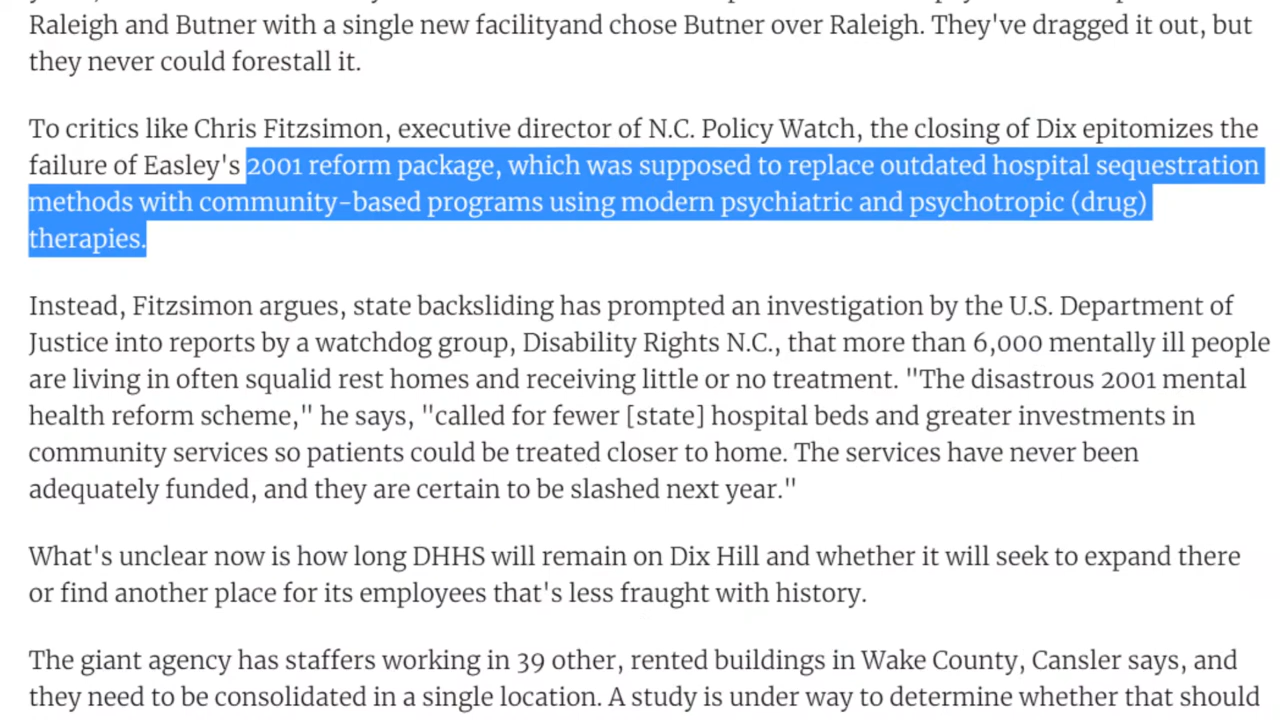 Raleigh and Butner with a single new facilityand chose Butner over Raleigh. They've dragged it out, but
they never could forestall it.
To critics like Chris Fitzsimon, executive director of N.C. Policy Watch, the closing of Dix epitomizes the
failure of Easley's 2001 reform package, which was supposed to replace outdated hospital sequestration
methods with community-based programs using modern psychiatric and psychotropic (drug)
therapies.
Instead, Fitzsimon argues, state backsliding has prompted an investigation by the U.S. Department of
Justice into reports by a watchdog group, Disability Rights N.C., that more than 6,000 mentally ill people
are living in often squalid rest homes and receiving little or no treatment. "The disastrous 2001 mental
health reform scheme," he says, "called for fewer [state] hospital beds and greater investments in
community services so patients could be treated closer to home. The services have never been
adequately funded, and they are certain to be slashed next year."
What's unclear now is how long DHHS will remain on Dix Hill and whether it will seek to expand there
or find another place for its employees that's less fraught with history.
The giant agency has staffers working in 39 other, rented buildings in Wake County, Cansler says, and
they need to be consolidated in a single location. A study is under way to determine whether that should